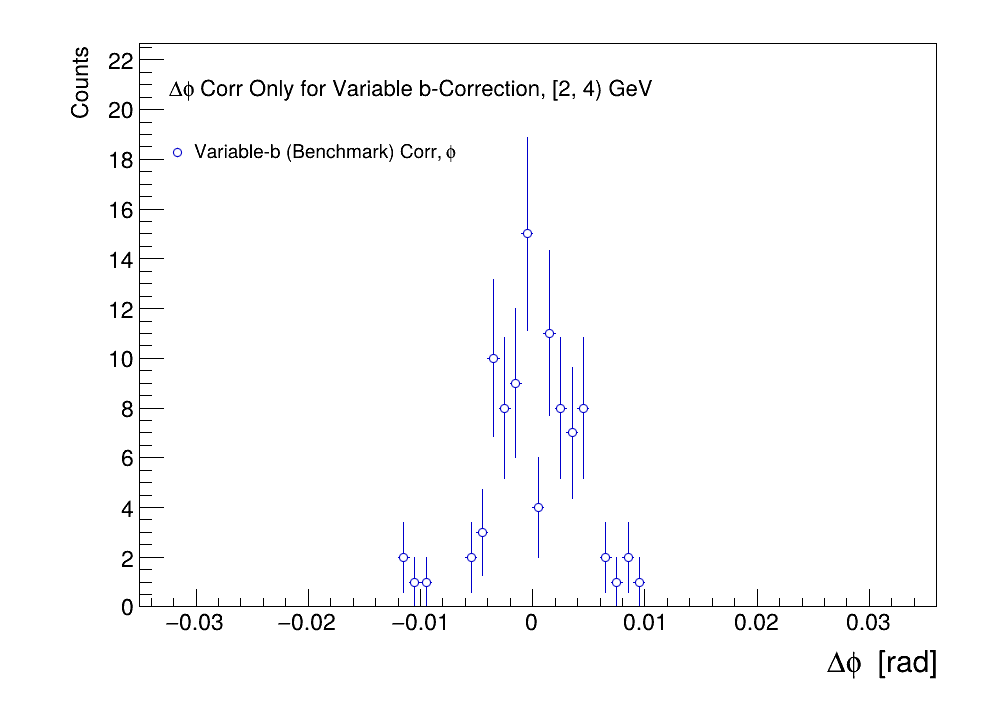 Counts
22
20
18
16
14
12
10
8
6
4
2
0
Δϕ Corr Only for Variable b-Correction, [2, 4) GeV
Variable-b (Benchmark) Corr, ϕ
−0.03 −0.02 −0.01 0 0.01 0.02 0.03
Δϕ [rad]